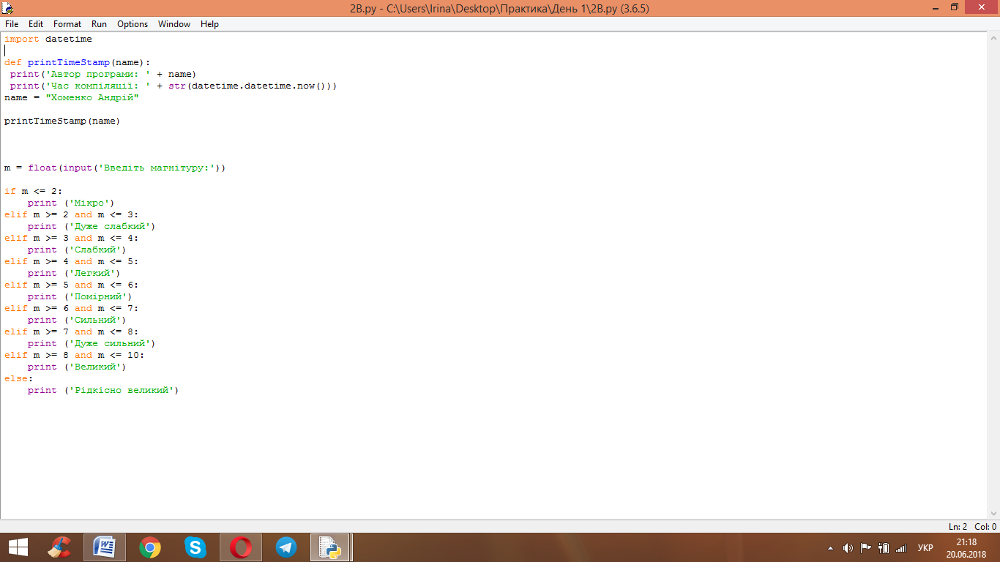 2B.py - C:\Users\Irina\Desktop\Практика\День 1\2B.py (3.6.5)
File Edit Format Run Options Window Help
import datetime
def printTimeStamp(name):
 print('Автор програми: ' + name)
 print('Час компіляції: ' + str(datetime.datetime.now()))
name = "Хоменко Андрій"
printTimeStamp(name)
m = float(input('Введіть магнітуру:'))
if m <= 2:
    print ('Мікро')
elif m >= 2 and m <= 3:
    print ('Дуже слабкий')
elif m >= 3 and m <= 4:
    print ('Слабкий')
elif m >= 4 and m <= 5:
    print ('Легкий')
elif m >= 5 and m <= 6:
    print ('Помірний')
elif m >= 6 and m <= 7:
    print ('Сильний')
elif m >= 7 and m <= 8:
    print ('Дуже сильний')
elif m >= 8 and m <= 10:
    print ('Великий')
else:
    print ('Рідкісно великий')
Ln: 2 Col: 0
УКР
21:18
20.06.2018